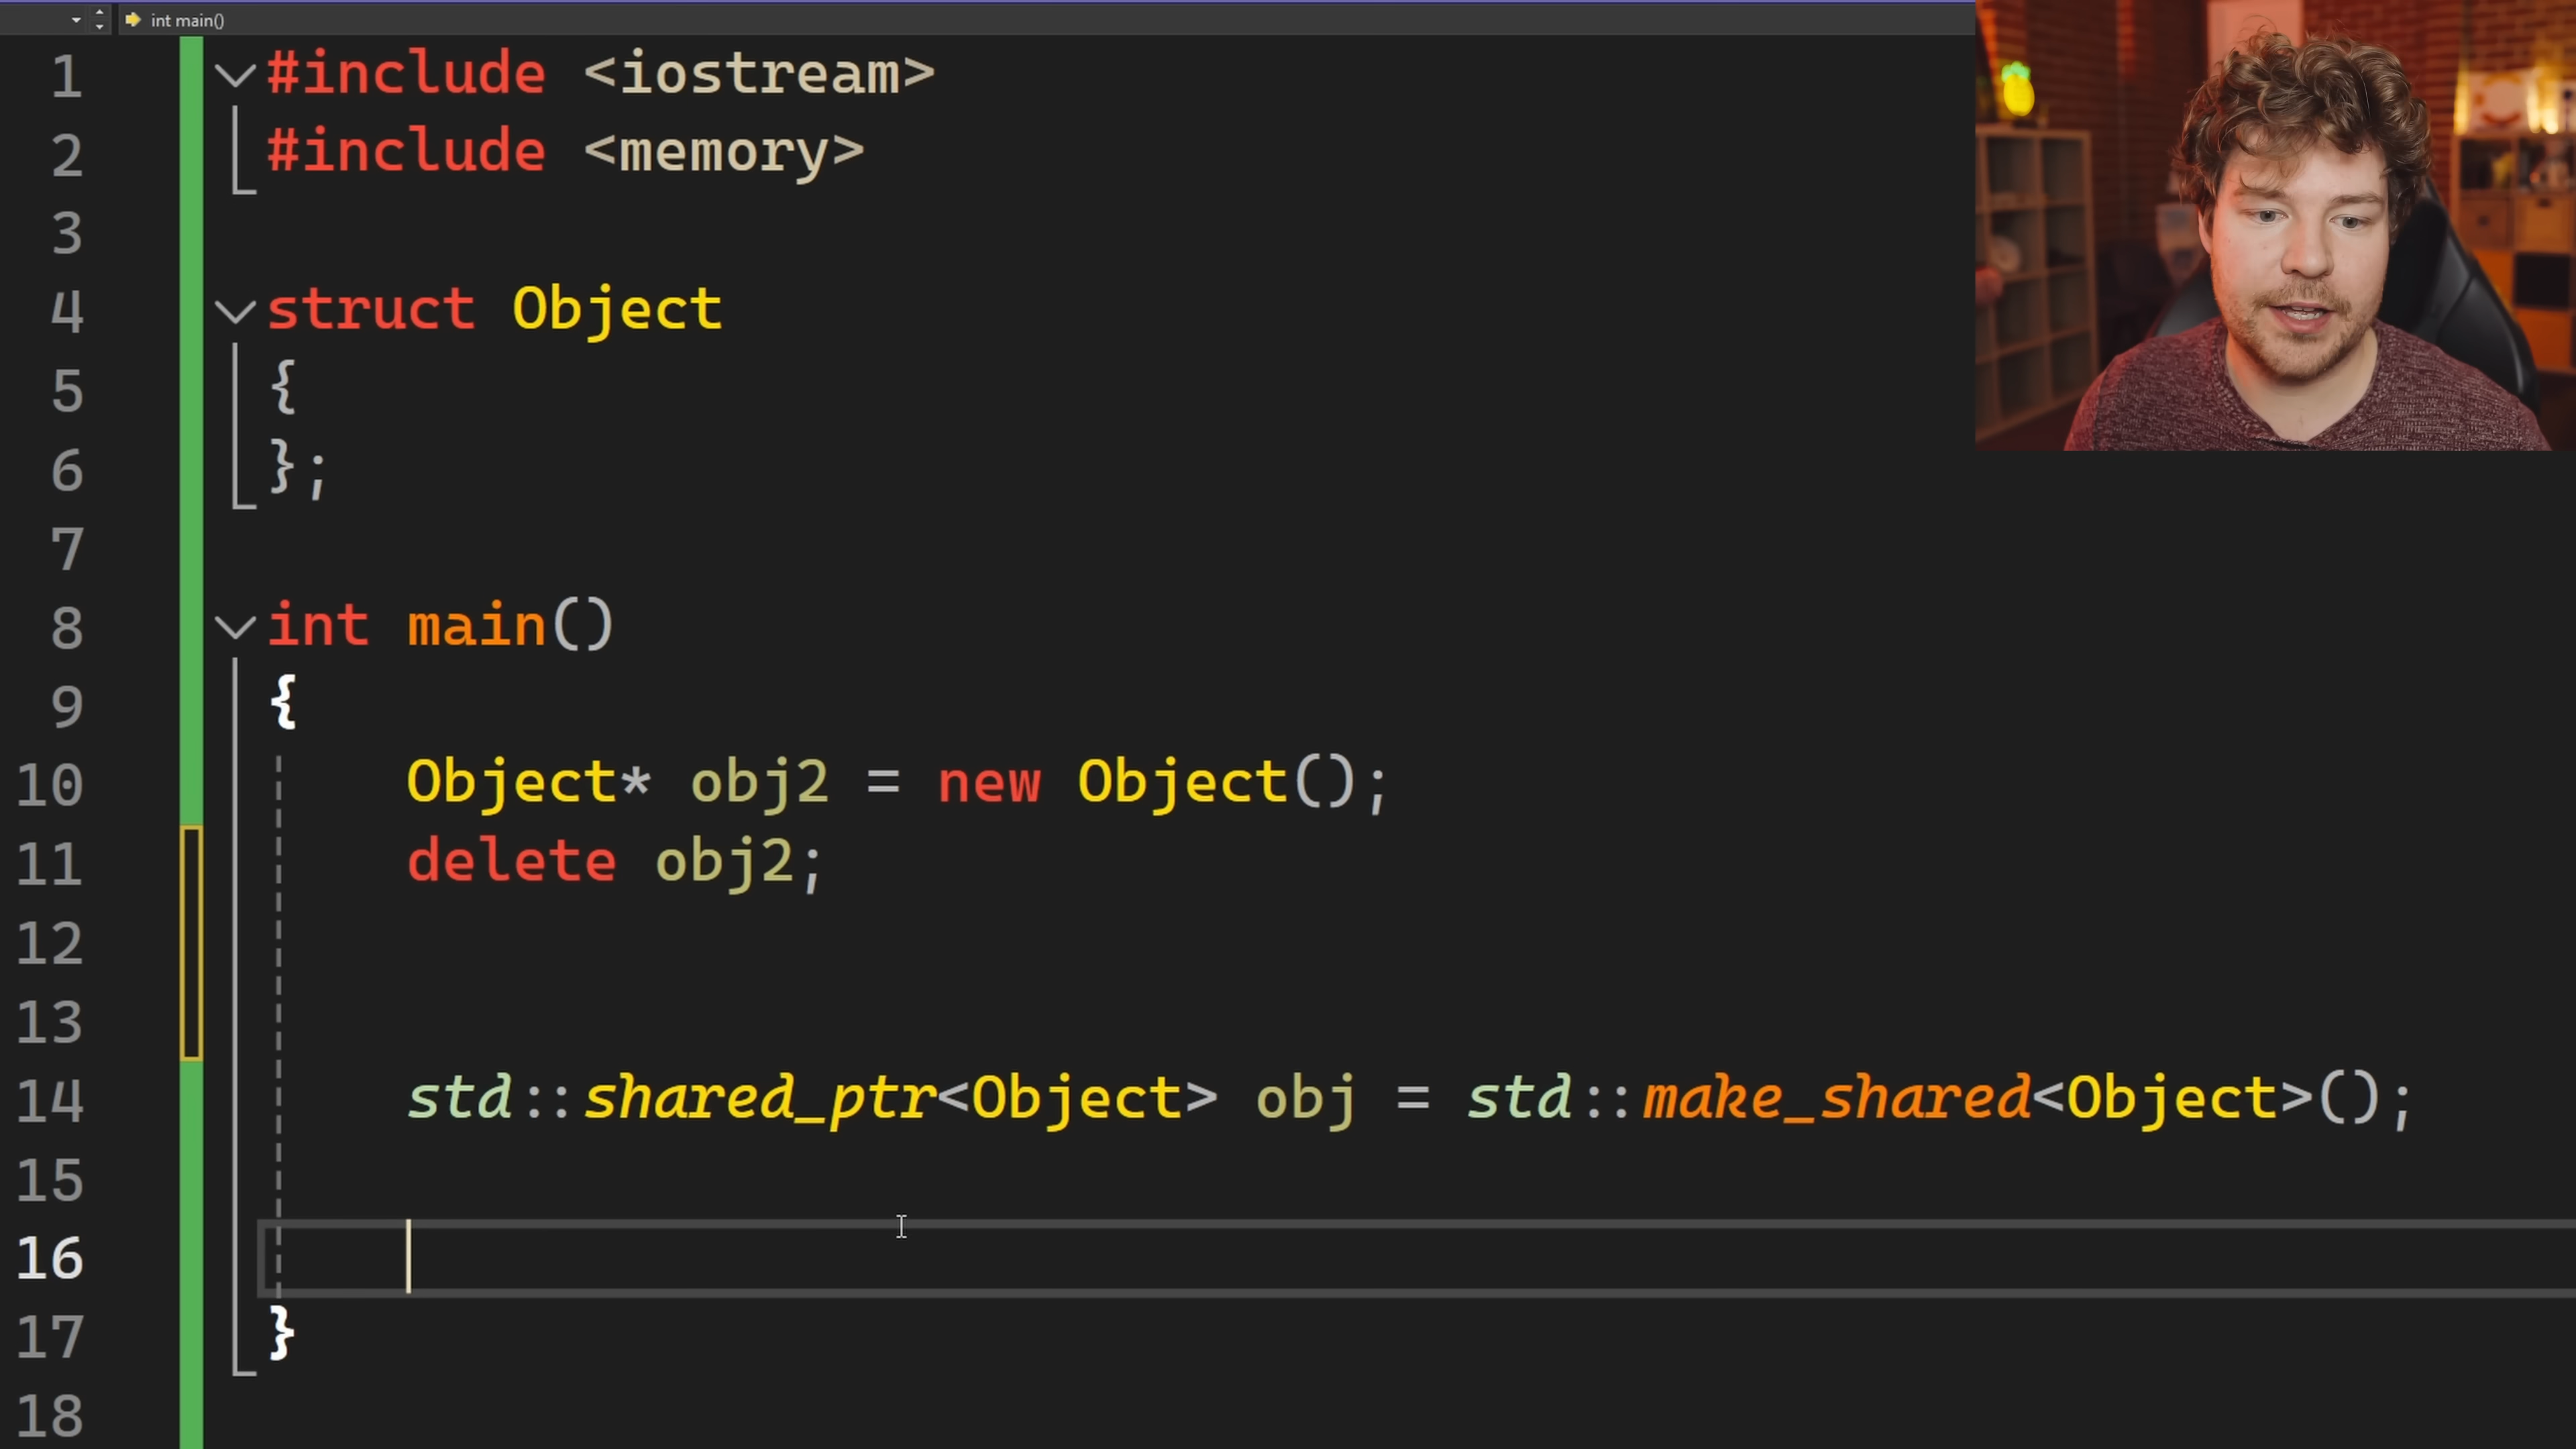 int main()
1 #include <iostream>
2 #include <memory>
3
4 struct Object
5 {
6 };
7
8 int main()
9 {
10 Object* obj2 = new Object();
11 delete obj2;
12
13
14 std::shared_ptr<Object> obj = std::make_shared<Object>();
15
16
17 }
18